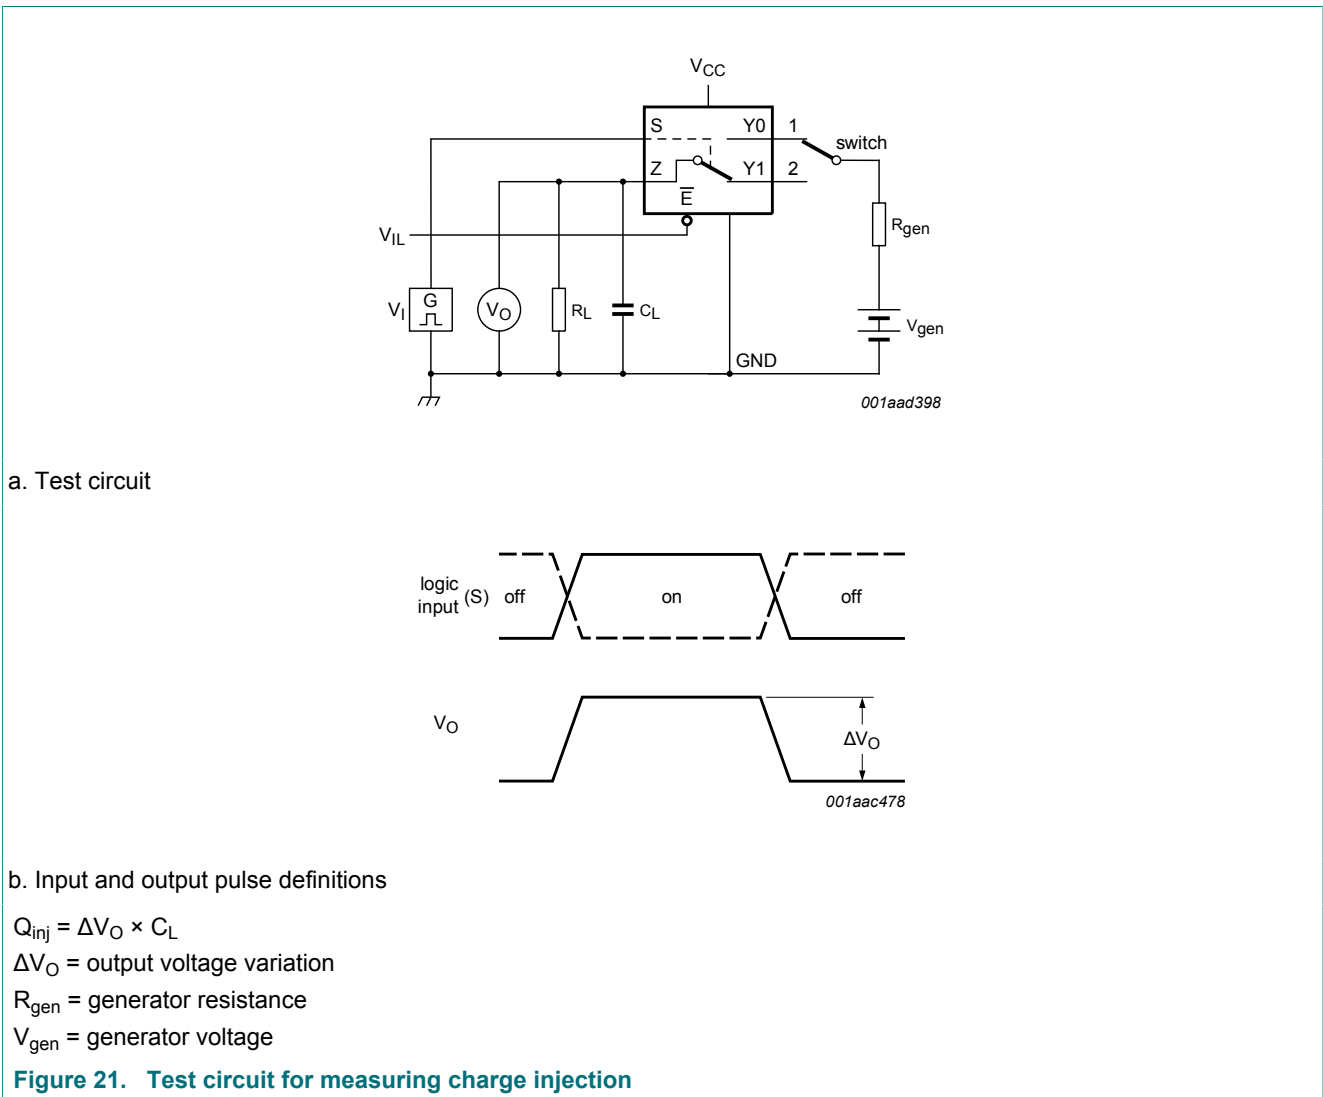 VCC
S Y0 1
switch
Z Y1 2
E̅
Rgen
VIL
VI G VO RL CL
Vgen
GND
001aad398
a. Test circuit
logic
input (S) off on off
VO
ΔVO
001aac478
b. Input and output pulse definitions
Qinj = ΔVO × CL
ΔVO = output voltage variation
Rgen = generator resistance
Vgen = generator voltage
Figure 21. Test circuit for measuring charge injection